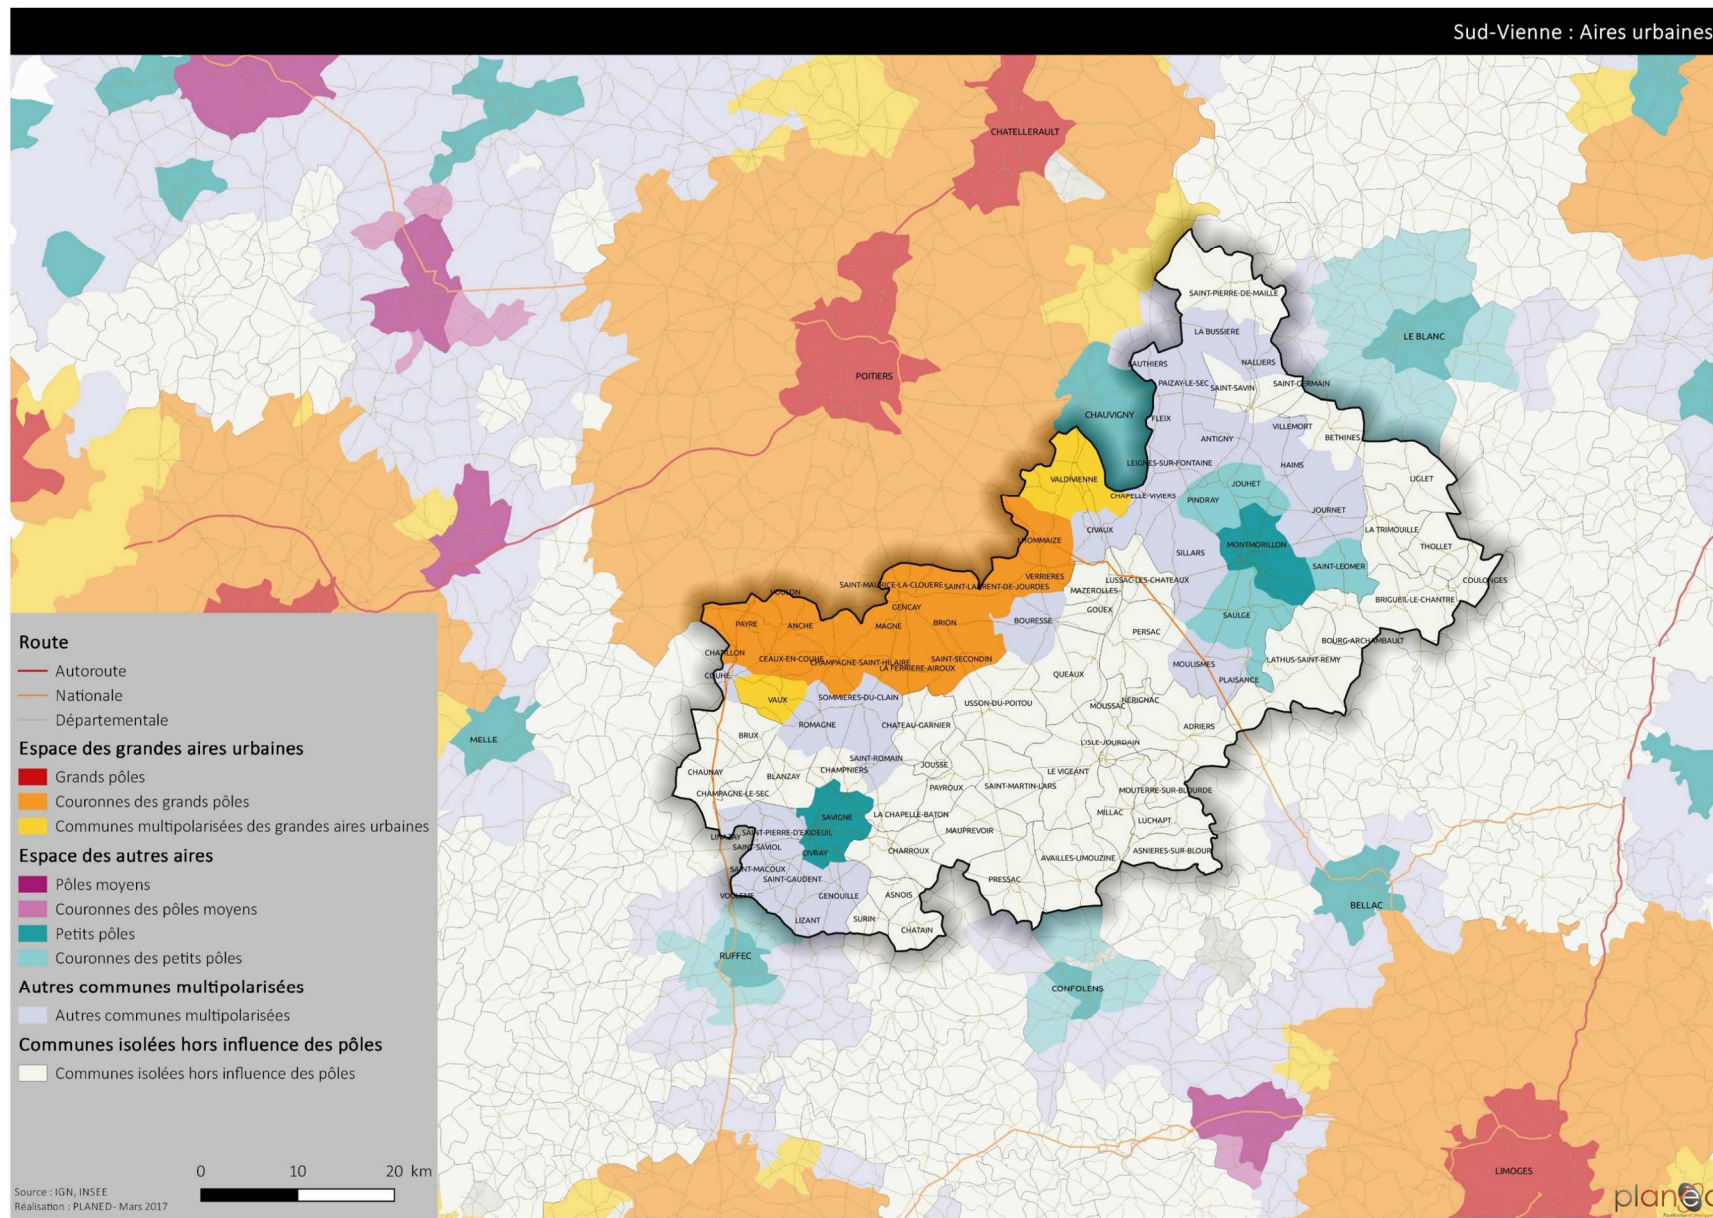 Sud-Vienne : Aires urbaines
CHATELLERAULT
SAINT-PIERRE-DE-MAILLE
LA BUSSIERE
LE BLANC
LAUTHIERS
NALLIERS
POITIERS
PAIZAY-LE-SEC
SAINT-SAVIN
SAINT-GERMAIN
CHAUVIGNY
FLEIX
VILLEMORT
ANTIGNY
BETHINES
LEIGNES-SUR-FONTAINE
HAIMS
VALDIVIENNE
JOUHET
LIGLET
CHAPELLE-VIVIERS
PINDRAY
JOURNET
CIVAUX
LA TRIMOUILLE
LHOMMAIZE
MONTMORILLON
THOLLET
SILLARS
SAINT-LEOMER
VERRIERES
LUSSAC-LES-CHATEAUX
COULONGES
SAINT-MAURICE-LA-CLOUERE
SAINT-LAURENT-DE-JOURDES
MAZEROLLES
VOULON
BRIGUEIL-LE-CHANTRE
GENCAY
GOUEX
SAULGE
PAYRE
ANCHE
MAGNE
BRION
BOURESSE
PERSAC
BOURG-ARCHAMBAULT
CHATILLON
CEAUX-EN-COUHE
CHAMPAGNE-SAINT-HILAIRE
LA FERRIERE-AIROUX
SAINT-SECONDIN
LATHUS-SAINT-REMY
MOULISMES
COUHE
QUEAUX
PLAISANCE
VAUX
SOMMIERES-DU-CLAIN
USSON-DU-POITOU
MOUSSAC
NERIGNAC
ROMAGNE
CHATEAU-GARNIER
ADRIERS
BRUX
MELLE
L'ISLE-JOURDAIN
SAINT-ROMAIN
JOUSSE
CHAUNAY
BLANZAY
CHAMPNIERS
LE VIGEANT
PAYROUX
SAINT-MARTIN-LARS
MOUTERRE-SUR-BLOURDE
CHAMPAGNE-LE-SEC
SAVIGNE
LA CHAPELLE-BATON
MILLAC
LUCHAPT
LINAZAY
SAINT-PIERRE-D'EXIDEUIL
MAUPREVOIR
SAINT-SAVIOL
CIVRAY
CHARROUX
AVAILLES-LIMOUZINE
ASNIERES-SUR-BLOUR
SAINT-MACOUX
SAINT-GAUDENT
PRESSAC
VOULEME
GENOUILLE
ASNOIS
BELLAC
LIZANT
SURIN
CHATAIN
RUFFEC
CONFOLENS
LIMOGES
Route
Autoroute
Nationale
Départementale
Espace des grandes aires urbaines
Grands pôles
Couronnes des grands pôles
Communes multipolarisées des grandes aires urbaines
Espace des autres aires
Pôles moyens
Couronnes des pôles moyens
Petits pôles
Couronnes des petits pôles
Autres communes multipolarisées
Autres communes multipolarisées
Communes isolées hors influence des pôles
Communes isolées hors influence des pôles
0 10 20 km
Source : IGN, INSEE
Réalisation : PLANED- Mars 2017